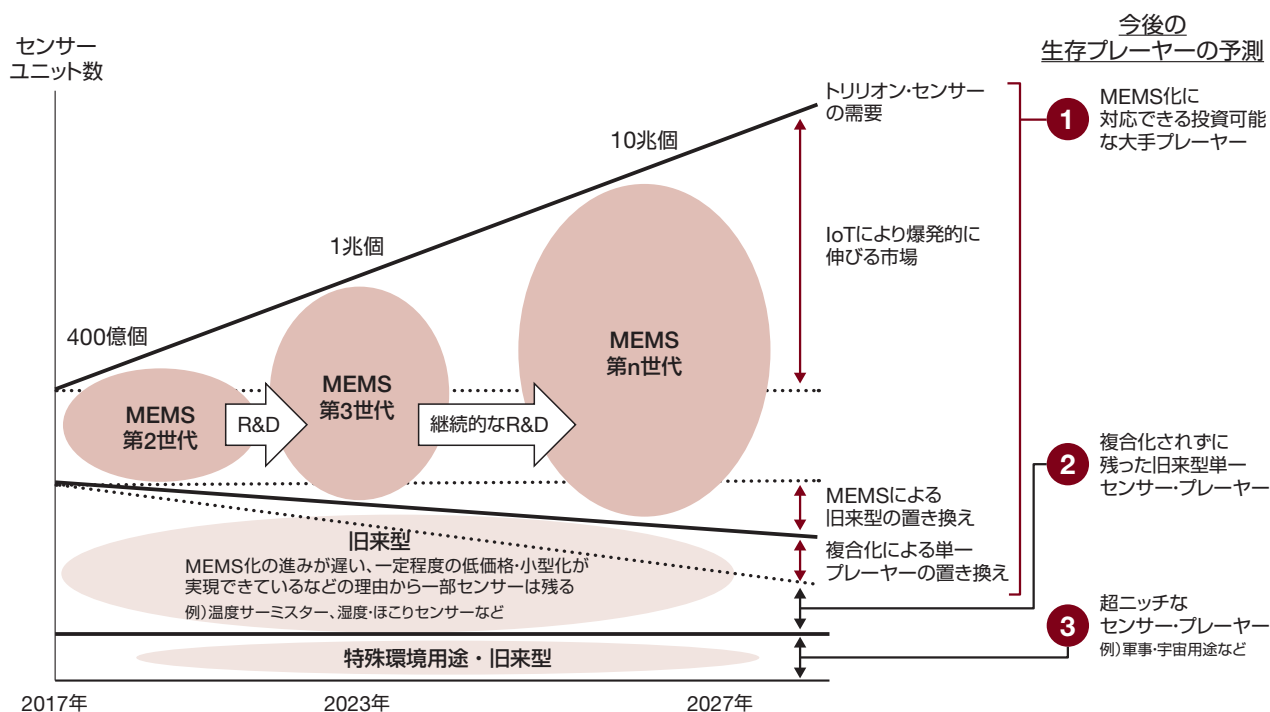 センサー
ユニット数
今後の
生存プレーヤーの予測
トリリオン・センサー
の需要
1
MEMS化に
対応できる投資可能
な大手プレーヤー
10兆個
1兆個
400億個
IoTにより爆発的に
伸びる市場
MEMS
第2世代
R&D
MEMS
第3世代
継続的なR&D
MEMS
第n世代
2
複合化されずに
残った旧来型単一
センサー・プレーヤー
MEMSによる
旧来型の置き換え
複合化による単一
プレーヤーの置き換え
旧来型
MEMS化の進みが遅い、一定程度の低価格・小型化が
実現できているなどの理由から一部センサーは残る
例）温度サーミスター、湿度・ほこりセンサーなど
3
超ニッチな
センサー・プレーヤー
例）軍事・宇宙用途など
特殊環境用途・旧来型
2017年
2023年
2027年